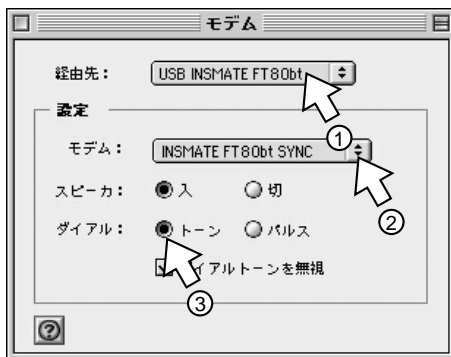 モデム
経由先： USB INSMATE FT80bt
①
設定
モデム： INSMATE FT80bt SYNC
②
スピーカ： 入 切
ダイアル： トーン パルス
イアルトーンを無視
③
?